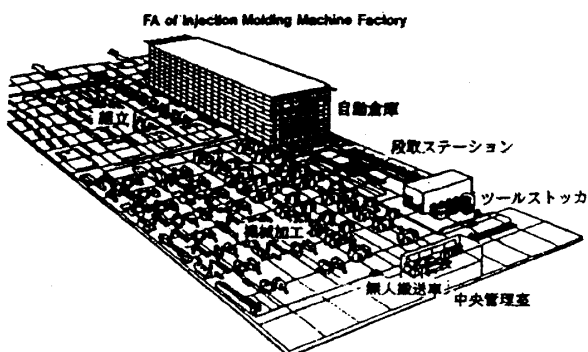 FA of Injection Molding Machine Factory
自動倉庫
組立
段取ステーション
ツールストッカ
機械加工
無人搬送車
中央管理室